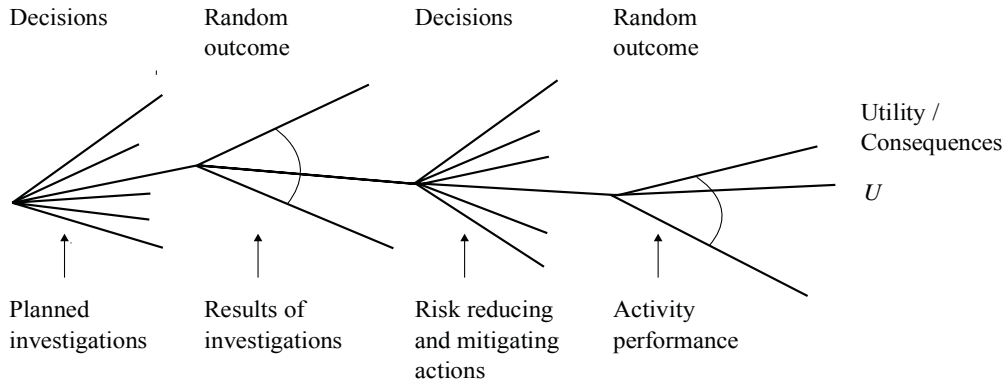 Decisions
Random
outcome
Decisions
Random
outcome
Utility /
Consequences
U
Planned
investigations
Results of
investigations
Risk reducing
and mitigating
actions
Activity
performance